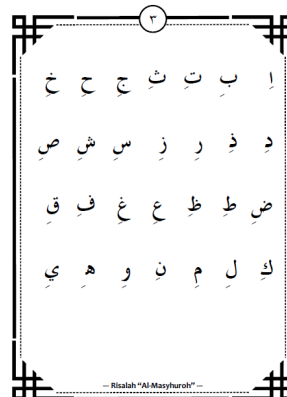 ٣
اِ بِ تِ ثِ جِ حِ خِ
دِ ذِ رِ زِ سِ شِ صِ
ضِ طِ ظِ عِ غِ فِ قِ
كِ لِ مِ نِ وِ هِ يِ
— Risalah “Al-Masyhuroh” —